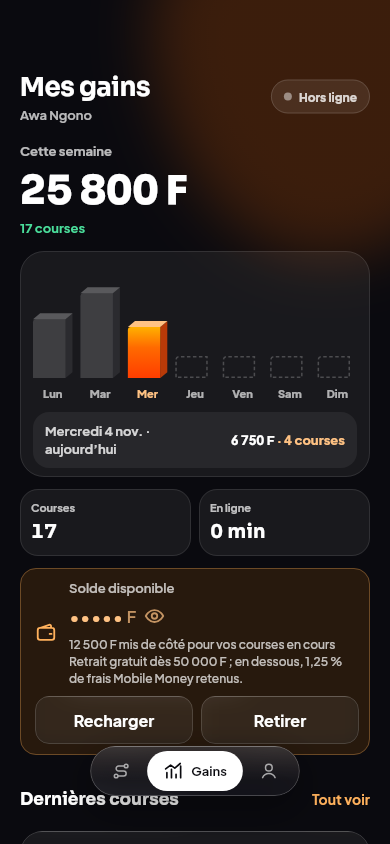 Mes gains
Awa Ngono
Hors ligne
Cette semaine
25 800 F
17 courses
Lun Mar Mer Jeu Ven Sam Dim
Mercredi 4 nov. ·
aujourd’hui
6 750 F · 4 courses
Courses
17
En ligne
0 min
Solde disponible
••••• F
12 500 F mis de côté pour vos courses en cours
Retrait gratuit dès 50 000 F ; en dessous, 1,25 %
de frais Mobile Money retenus.
Recharger
Retirer
Gains
Dernières courses
Tout voir